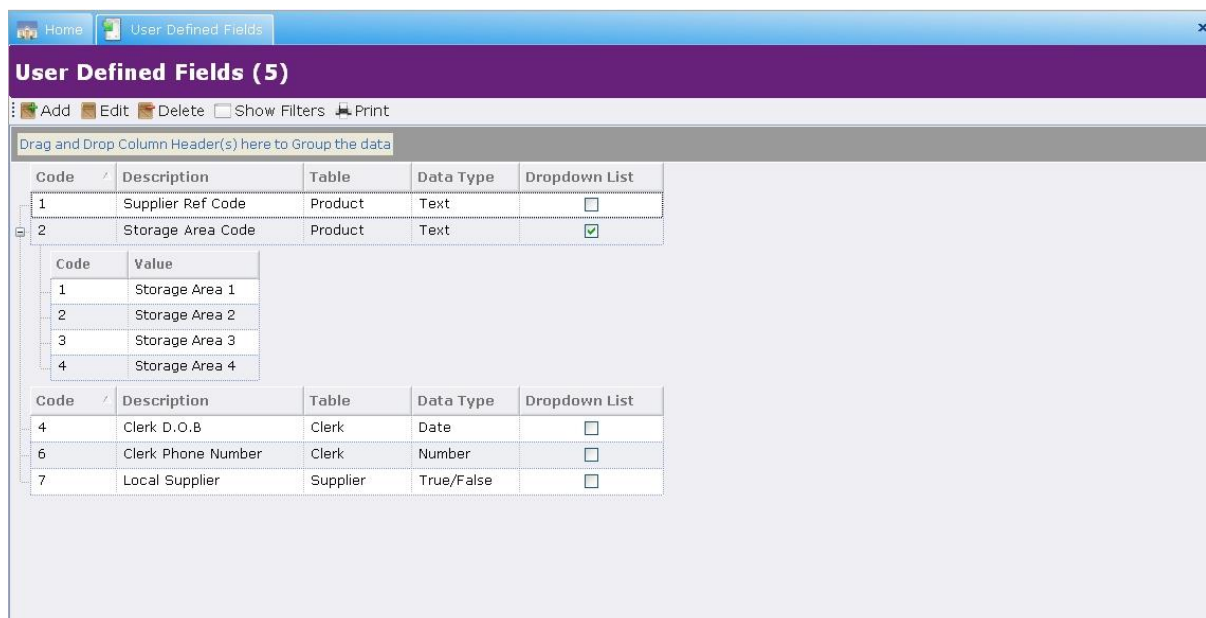 Home User Defined Fields
User Defined Fields (5)
Add Edit Delete Show Filters Print
Drag and Drop Column Header(s) here to Group the data
Code Description Table Data Type Dropdown List
1 Supplier Ref Code Product Text
2 Storage Area Code Product Text
Code Value
1 Storage Area 1
2 Storage Area 2
3 Storage Area 3
4 Storage Area 4
Code Description Table Data Type Dropdown List
4 Clerk D.O.B Clerk Date
6 Clerk Phone Number Clerk Number
7 Local Supplier Supplier True/False